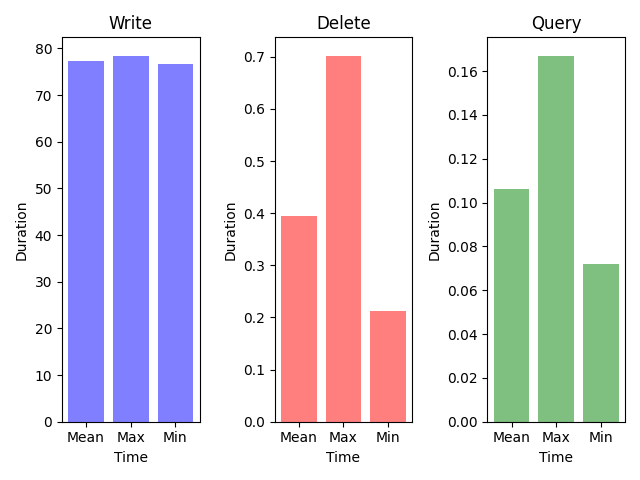 Write
80
70
60
50
40
30
20
10
0
Duration
Mean Max Min
Time
Delete
0.7
0.6
0.5
0.4
0.3
0.2
0.1
0.0
Duration
Mean Max Min
Time
Query
0.16
0.14
0.12
0.10
0.08
0.06
0.04
0.02
0.00
Duration
Mean Max Min
Time